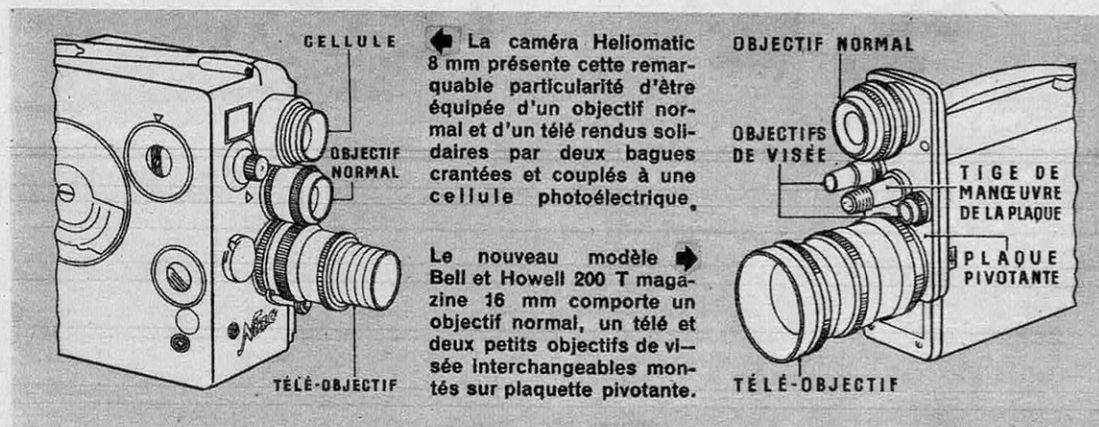 CELLULE
OBJECTIF
NORMAL
TÉLÉ-OBJECTIF
Nizo
La caméra Heliomatic
8 mm présente cette remar-
quable particularité d'être
équipée d'un objectif nor-
mal et d'un télé rendus soli-
daires par deux bagues
crantées et couplés à une
cellule photoélectrique.
Le nouveau modèle
Bell et Howell 200 T maga-
zine 16 mm comporte un
objectif normal, un télé et
deux petits objectifs de vi-
sée interchangeables mon-
tés sur plaquette pivotante.
OBJECTIF NORMAL
OBJECTIFS
DE VISÉE
TIGE DE
MANŒUVRE
DE LA PLAQUE
PLAQUE
PIVOTANTE
TÉLÉ-OBJECTIF